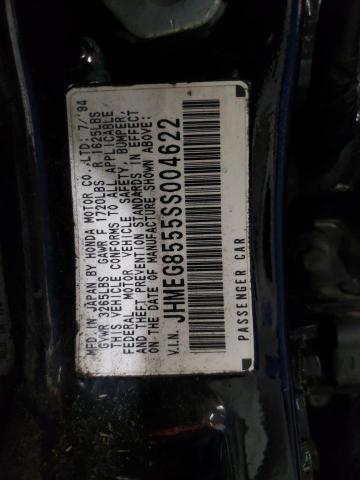 MFD. IN JAPAN BY HONDA MOTOR CO., LTD: 7/'94
GVWR 3265LBS GAWR F 1720LBS R 1625LBS
THIS VEHICLE CONFORMS TO ALL APPLICABLE
FEDERAL MOTOR VEHICLE SAFETY, BUMPER,
AND THEFT PREVENTION STANDARDS IN EFFECT
ON THE DATE OF MANUFACTURE SHOWN ABOVE:
V.I.N. JHMEG8555SS004622
PASSENGER CAR